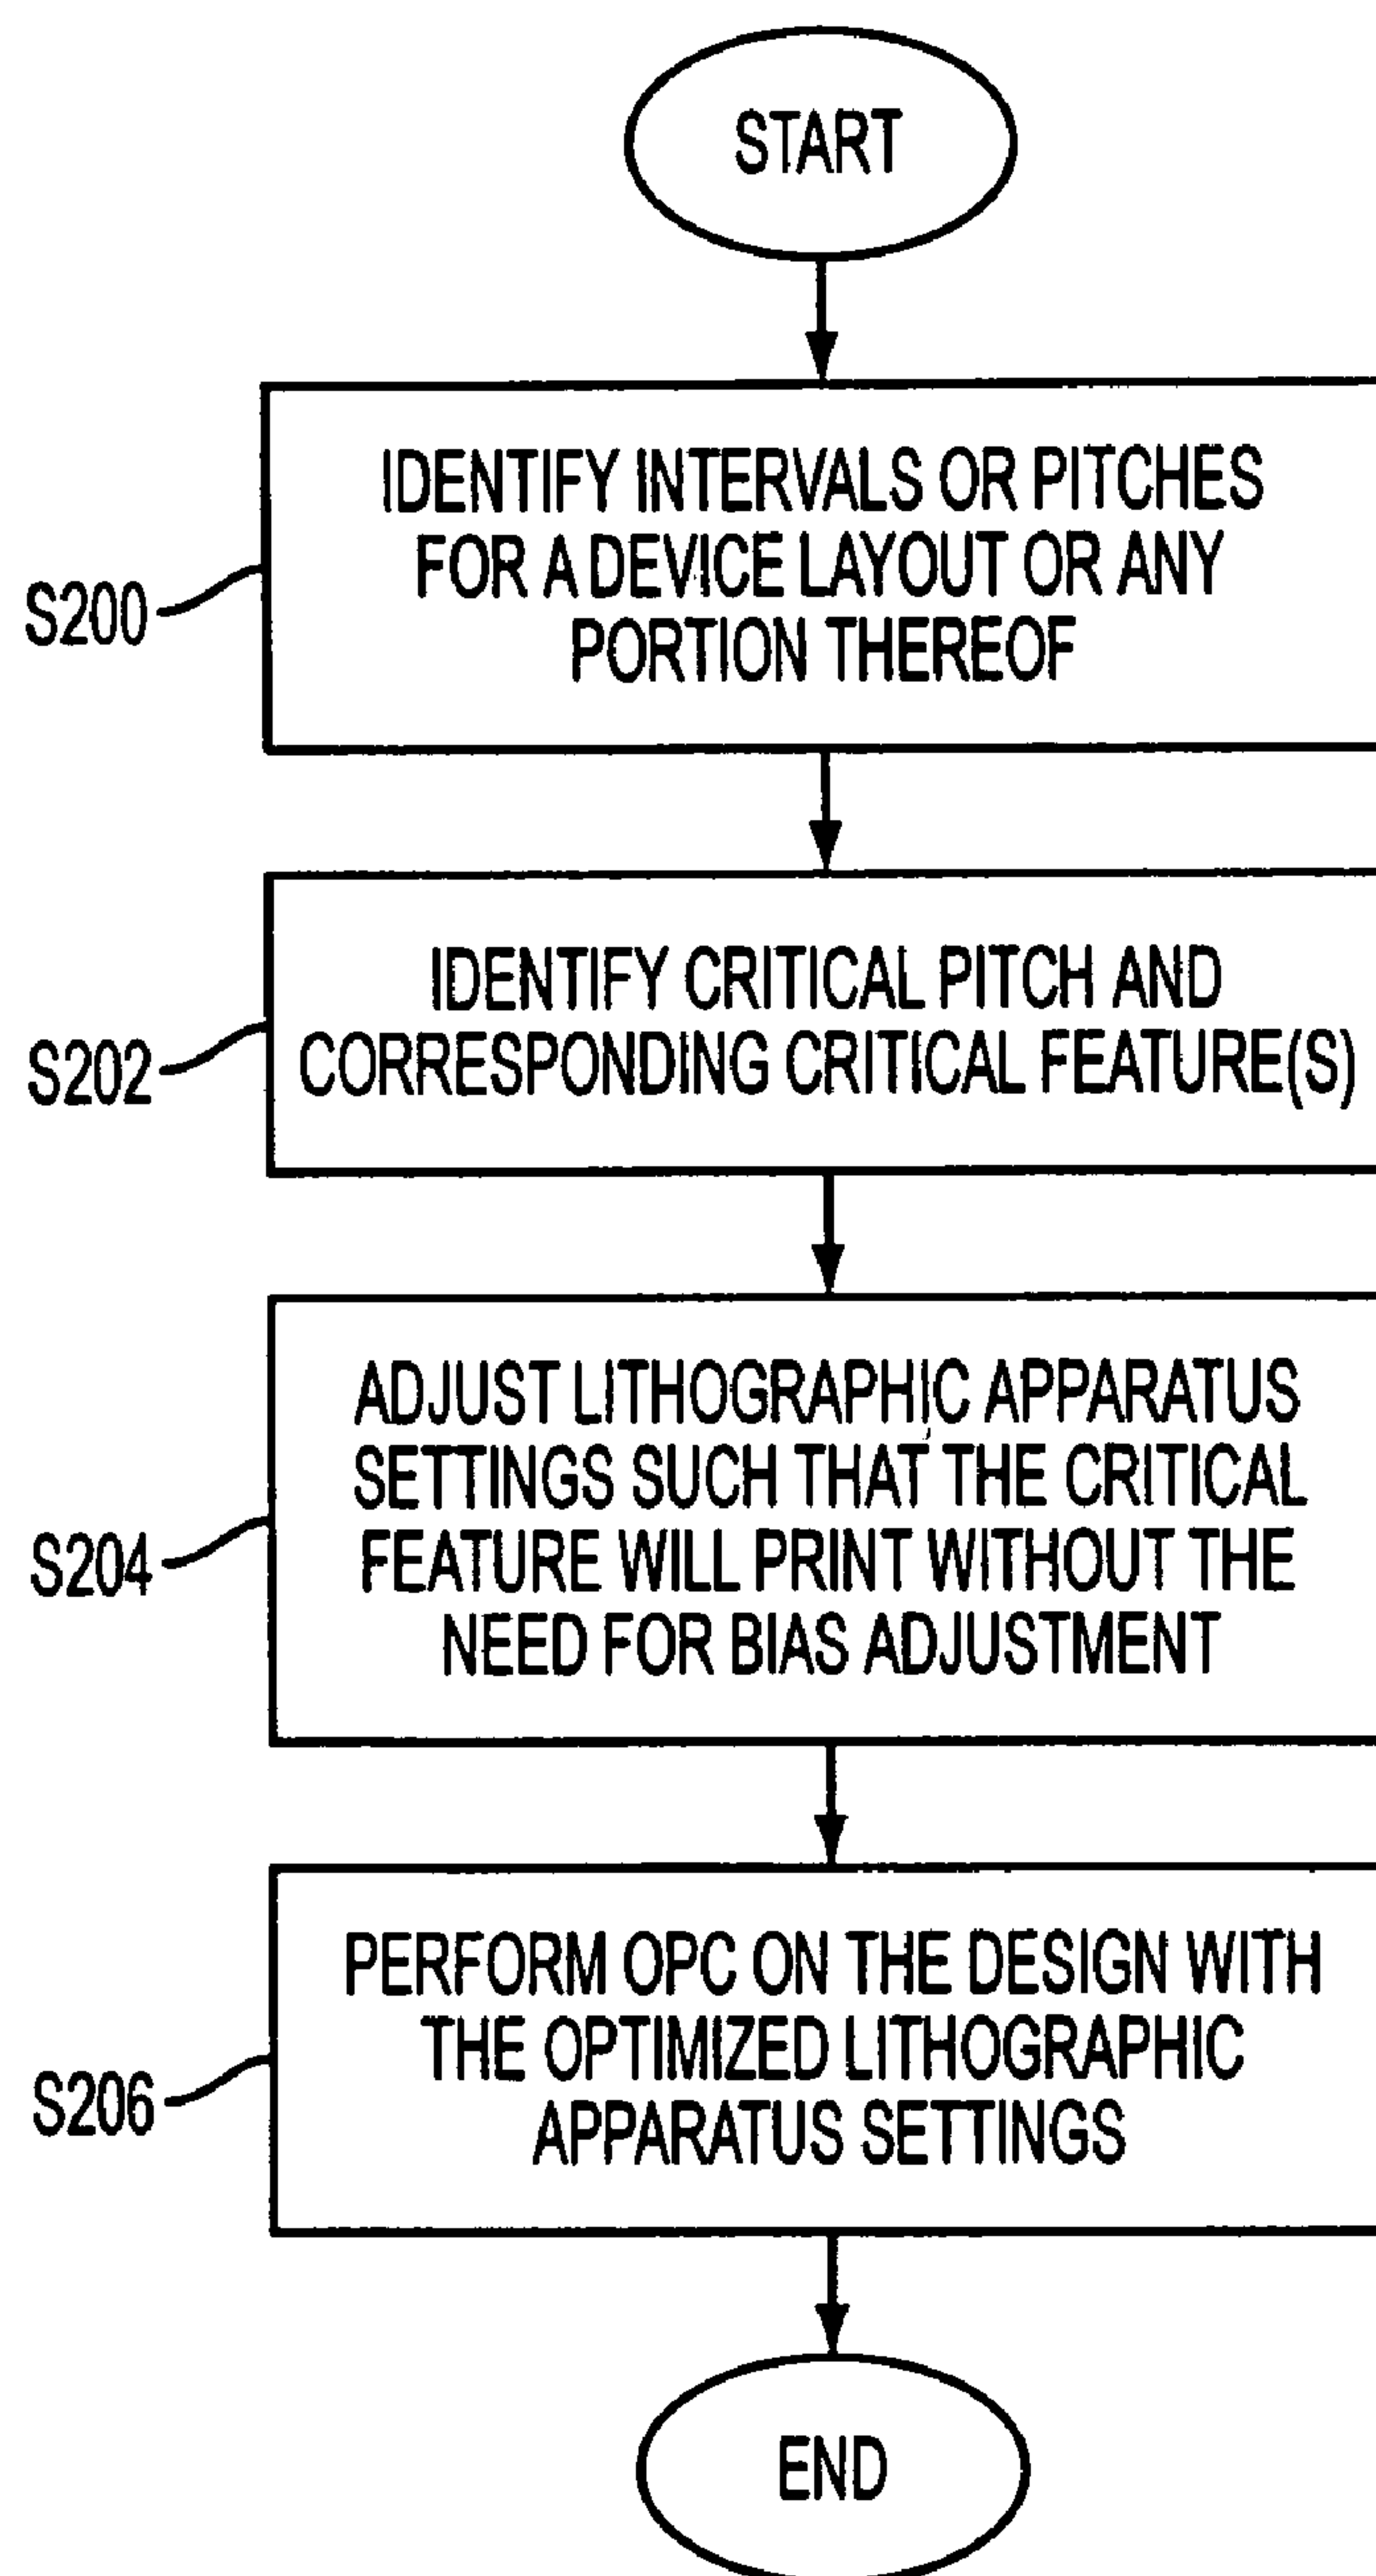 START
IDENTIFY INTERVALS OR PITCHES
FOR A DEVICE LAYOUT OR ANY
PORTION THEREOF
S200
IDENTIFY CRITICAL PITCH AND
CORRESPONDING CRITICAL FEATURE(S)
S202
ADJUST LITHOGRAPHIC APPARATUS
SETTINGS SUCH THAT THE CRITICAL
FEATURE WILL PRINT WITHOUT THE
NEED FOR BIAS ADJUSTMENT
S204
PERFORM OPC ON THE DESIGN WITH
THE OPTIMIZED LITHOGRAPHIC
APPARATUS SETTINGS
S206
END